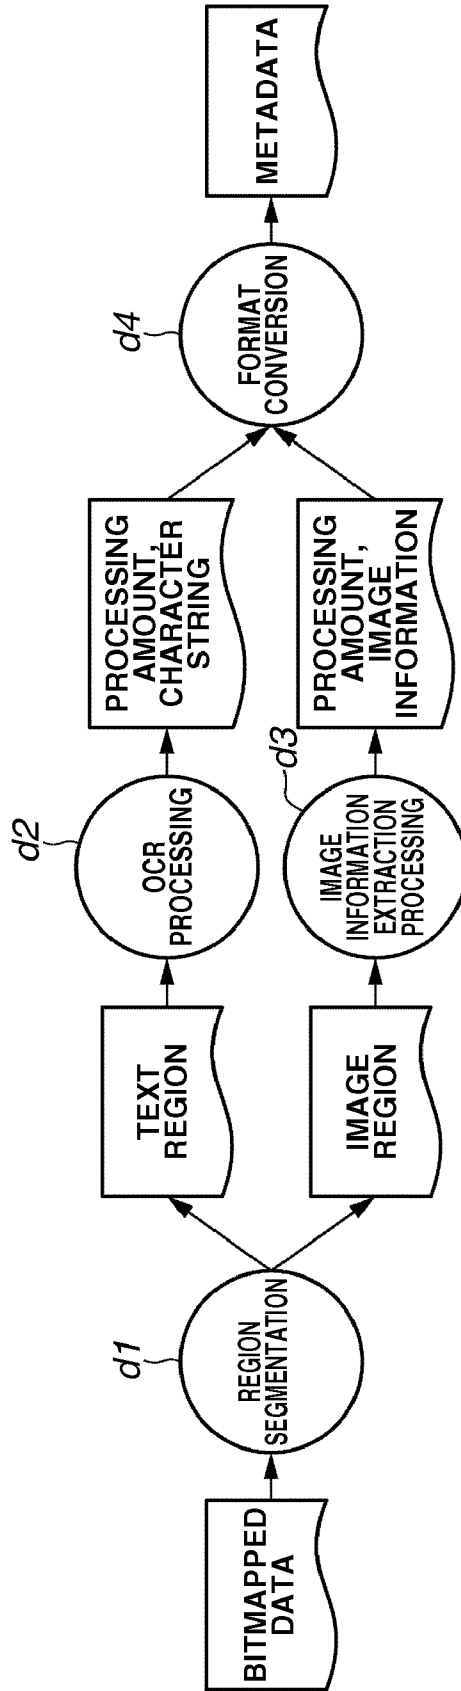 BITMAPPED
DATA
d1
REGION
SEGMENTATION
TEXT
REGION
IMAGE
REGION
d2
OCR
PROCESSING
d3
IMAGE
INFORMATION
EXTRACTION
PROCESSING
PROCESSING
AMOUNT,
CHARACTER
STRING
PROCESSING
AMOUNT,
IMAGE
INFORMATION
d4
FORMAT
CONVERSION
METADATA